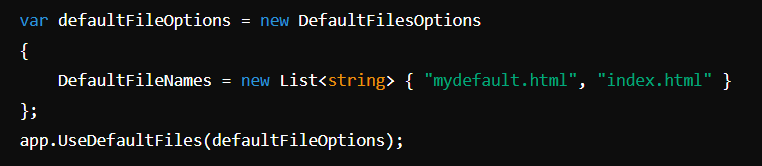 var defaultFileOptions = new DefaultFilesOptions
{
    DefaultFileNames = new List<string> { "mydefault.html", "index.html" }
};
app.UseDefaultFiles(defaultFileOptions);